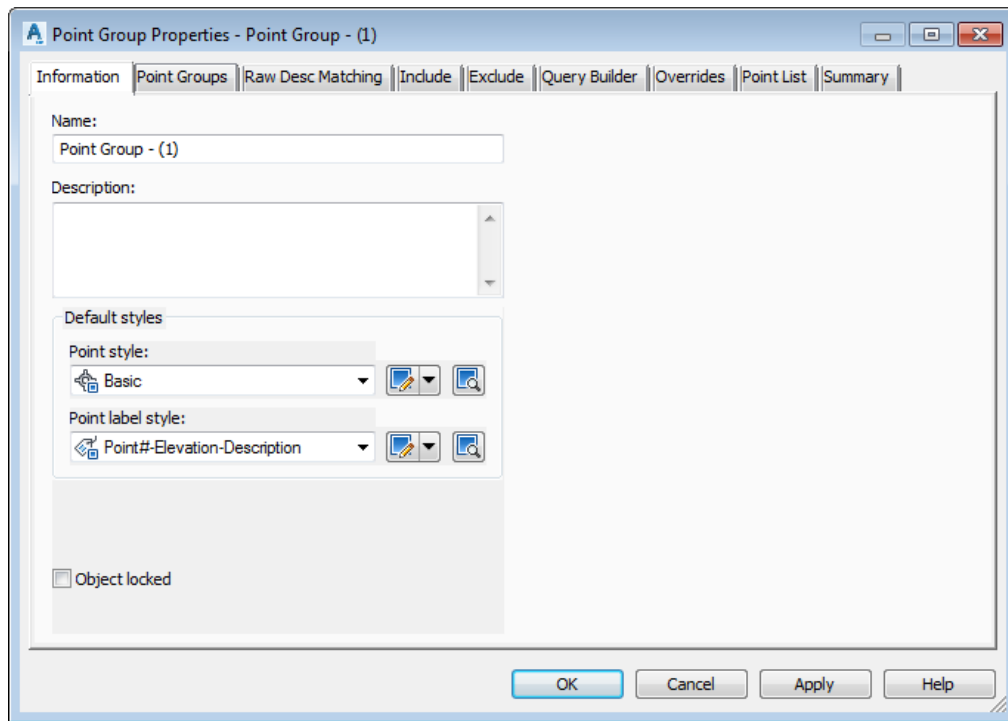 Point Group Properties - Point Group - (1)
Information Point Groups Raw Desc Matching Include Exclude Query Builder Overrides Point List Summary
Name:
Point Group - (1)
Description:
Default styles
Point style:
Basic
Point label style:
Point#-Elevation-Description
Object locked
OK Cancel Apply Help